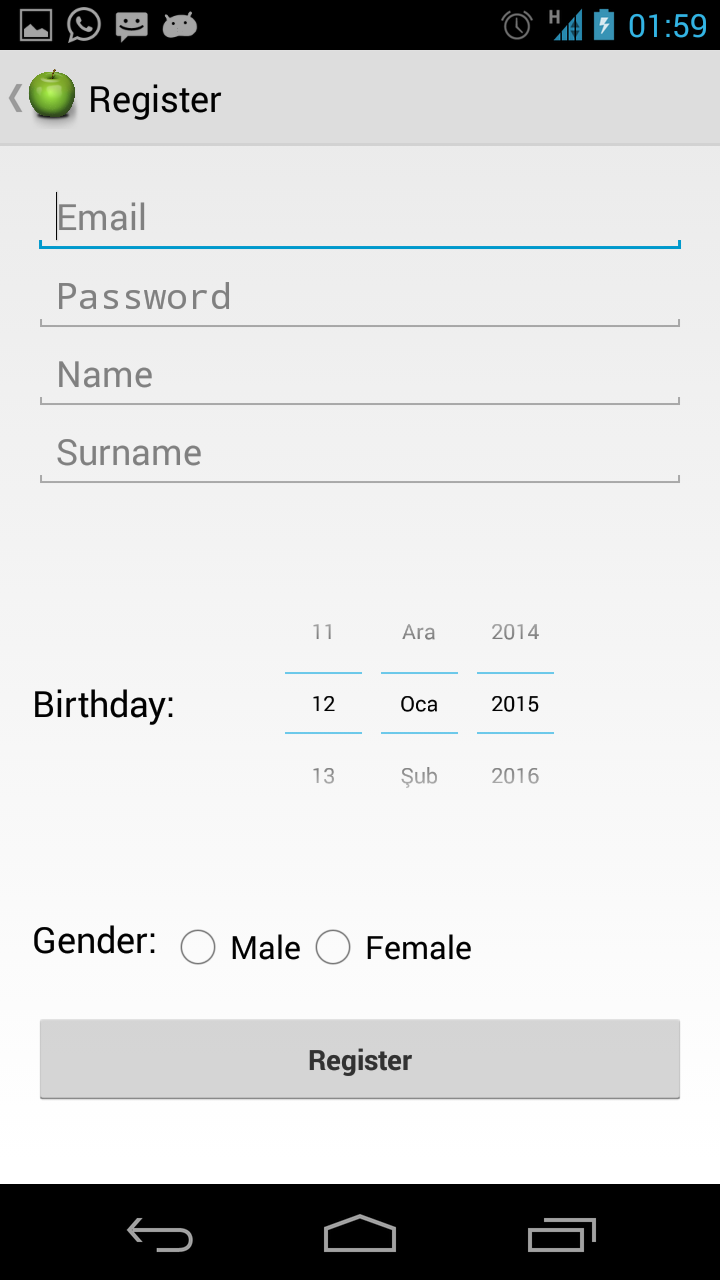 H 01:59
Register
Email
Password
Name
Surname
11 Ara 2014
Birthday: 12 Oca 2015
13 Şub 2016
Gender: Male Female
Register